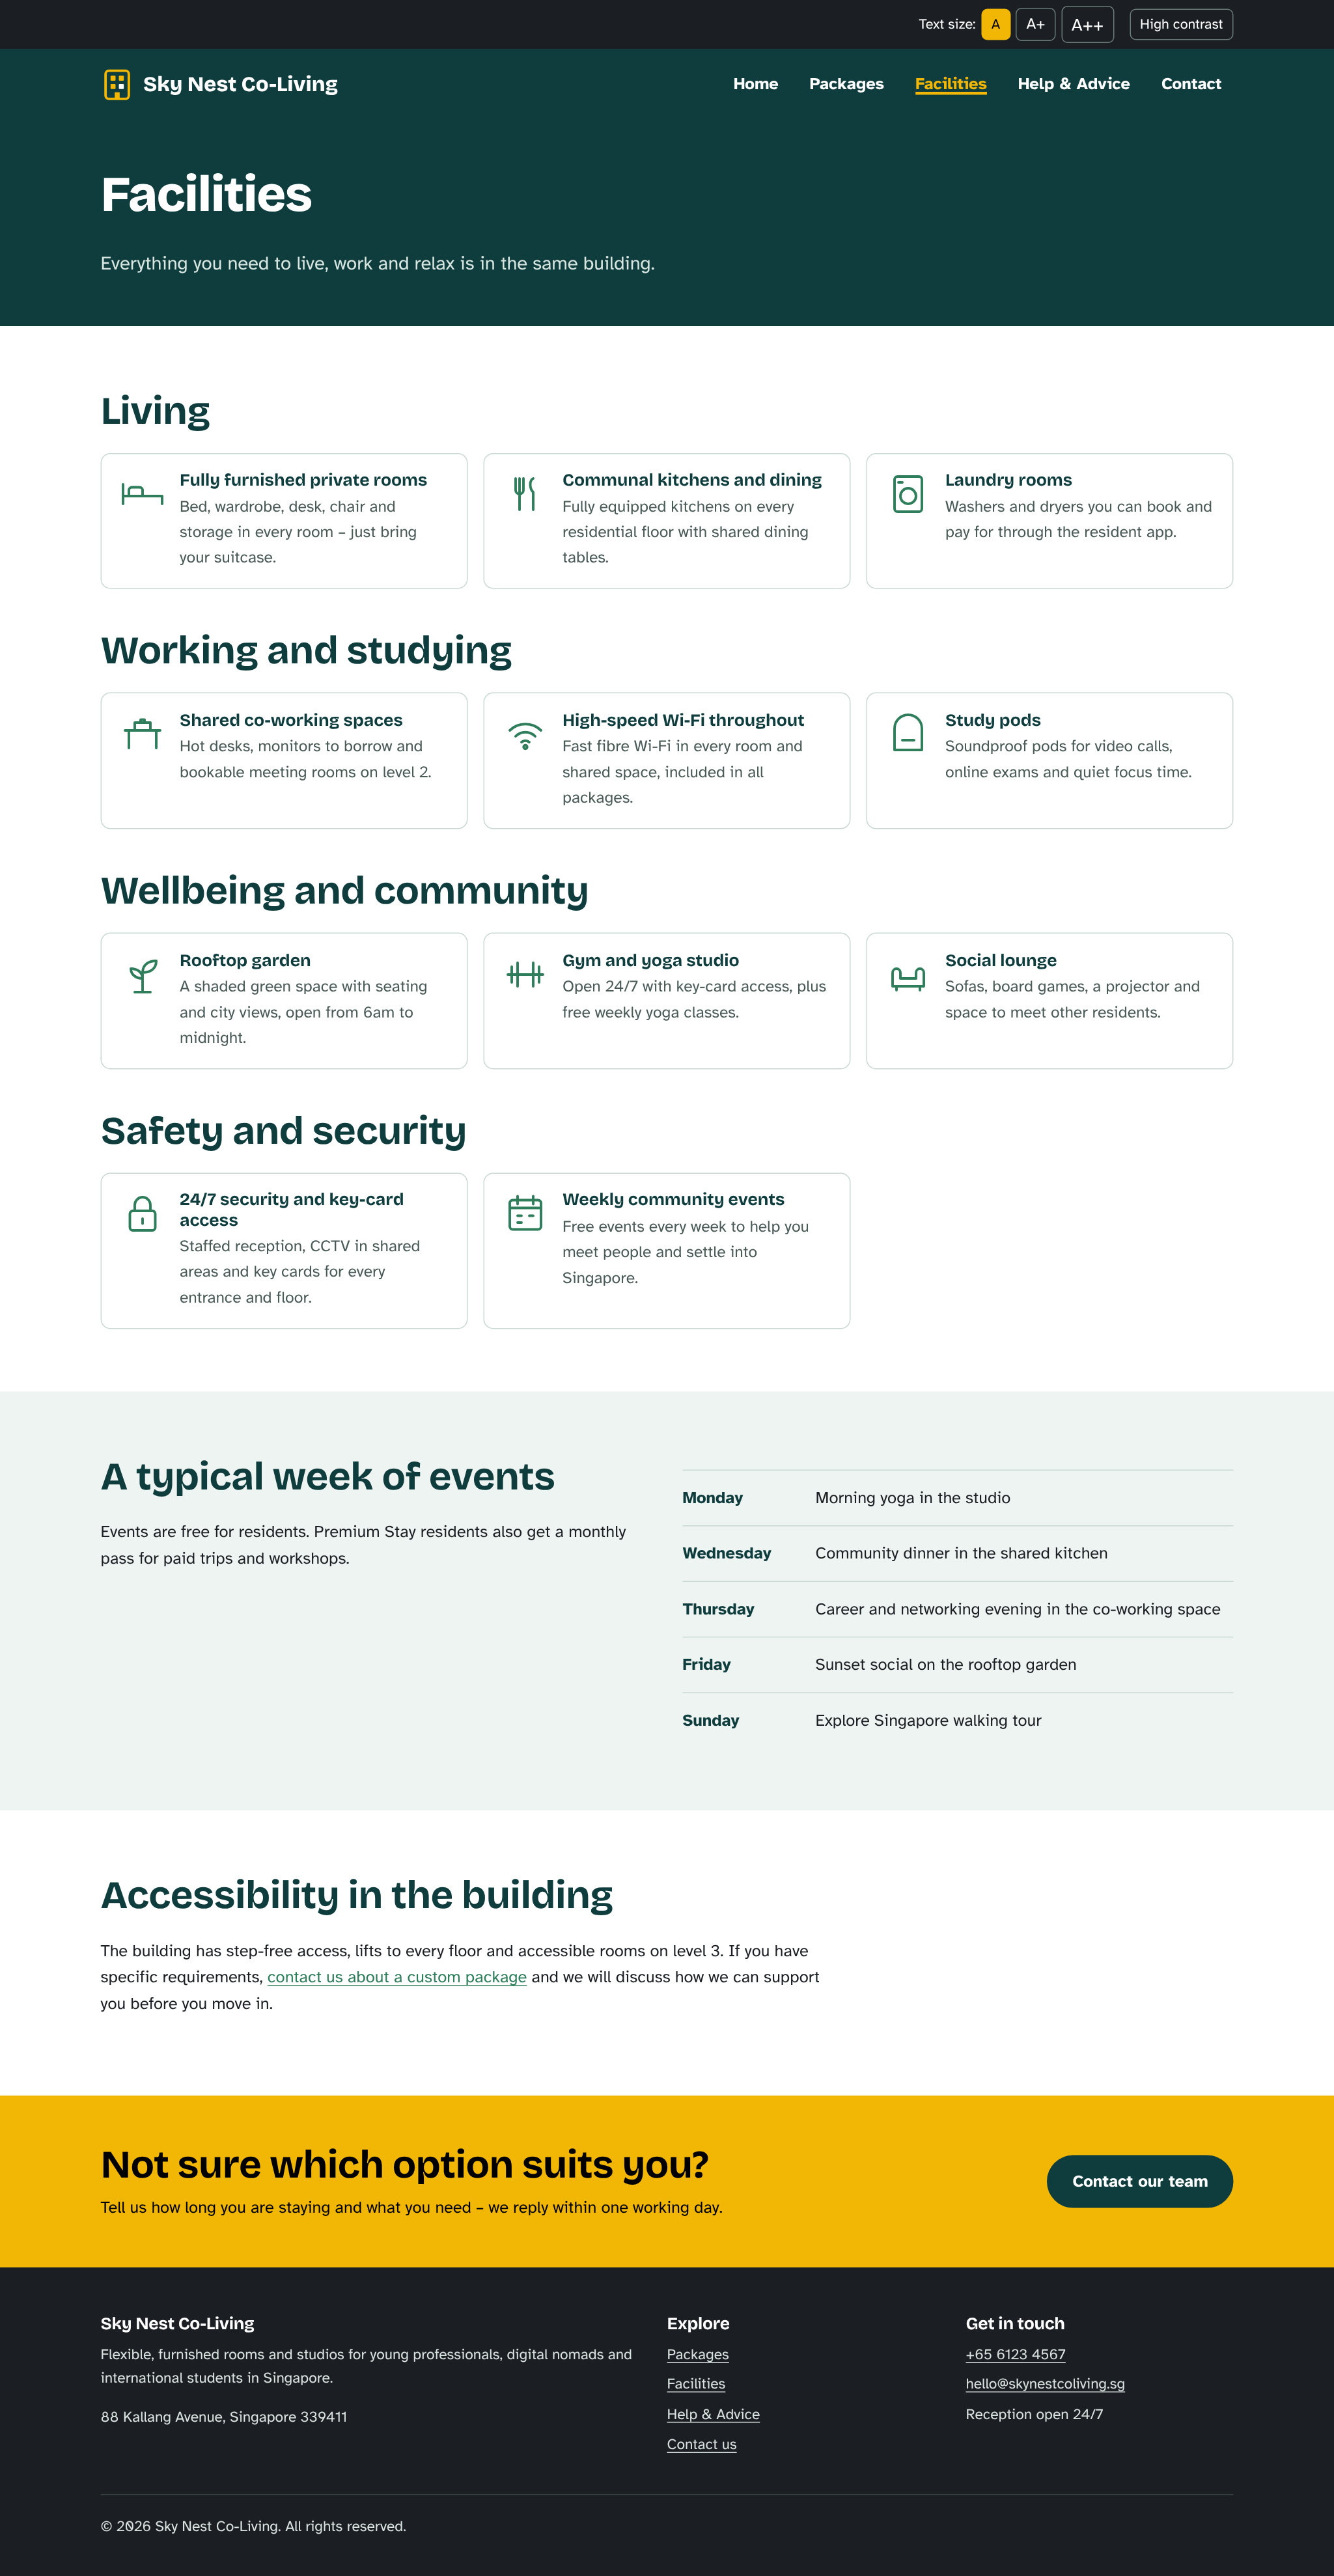 Text size: A A+ A++ High contrast
Sky Nest Co-Living
Home Packages Facilities Help & Advice Contact
Facilities
Everything you need to live, work and relax is in the same building.
Living
Fully furnished private rooms
Bed, wardrobe, desk, chair and
storage in every room – just bring
your suitcase.
Communal kitchens and dining
Fully equipped kitchens on every
residential floor with shared dining
tables.
Laundry rooms
Washers and dryers you can book and
pay for through the resident app.
Working and studying
Shared co-working spaces
Hot desks, monitors to borrow and
bookable meeting rooms on level 2.
High-speed Wi-Fi throughout
Fast fibre Wi-Fi in every room and
shared space, included in all
packages.
Study pods
Soundproof pods for video calls,
online exams and quiet focus time.
Wellbeing and community
Rooftop garden
A shaded green space with seating
and city views, open from 6am to
midnight.
Gym and yoga studio
Open 24/7 with key-card access, plus
free weekly yoga classes.
Social lounge
Sofas, board games, a projector and
space to meet other residents.
Safety and security
24/7 security and key-card
access
Staffed reception, CCTV in shared
areas and key cards for every
entrance and floor.
Weekly community events
Free events every week to help you
meet people and settle into
Singapore.
A typical week of events
Events are free for residents. Premium Stay residents also get a monthly
pass for paid trips and workshops.
Monday Morning yoga in the studio
Wednesday Community dinner in the shared kitchen
Thursday Career and networking evening in the co-working space
Friday Sunset social on the rooftop garden
Sunday Explore Singapore walking tour
Accessibility in the building
The building has step-free access, lifts to every floor and accessible rooms on level 3. If you have
specific requirements, contact us about a custom package and we will discuss how we can support
you before you move in.
Not sure which option suits you?
Tell us how long you are staying and what you need – we reply within one working day.
Contact our team
Sky Nest Co-Living
Flexible, furnished rooms and studios for young professionals, digital nomads and
international students in Singapore.
88 Kallang Avenue, Singapore 339411
Explore
Packages
Facilities
Help & Advice
Contact us
Get in touch
+65 6123 4567
hello@skynestcoliving.sg
Reception open 24/7
© 2026 Sky Nest Co-Living. All rights reserved.